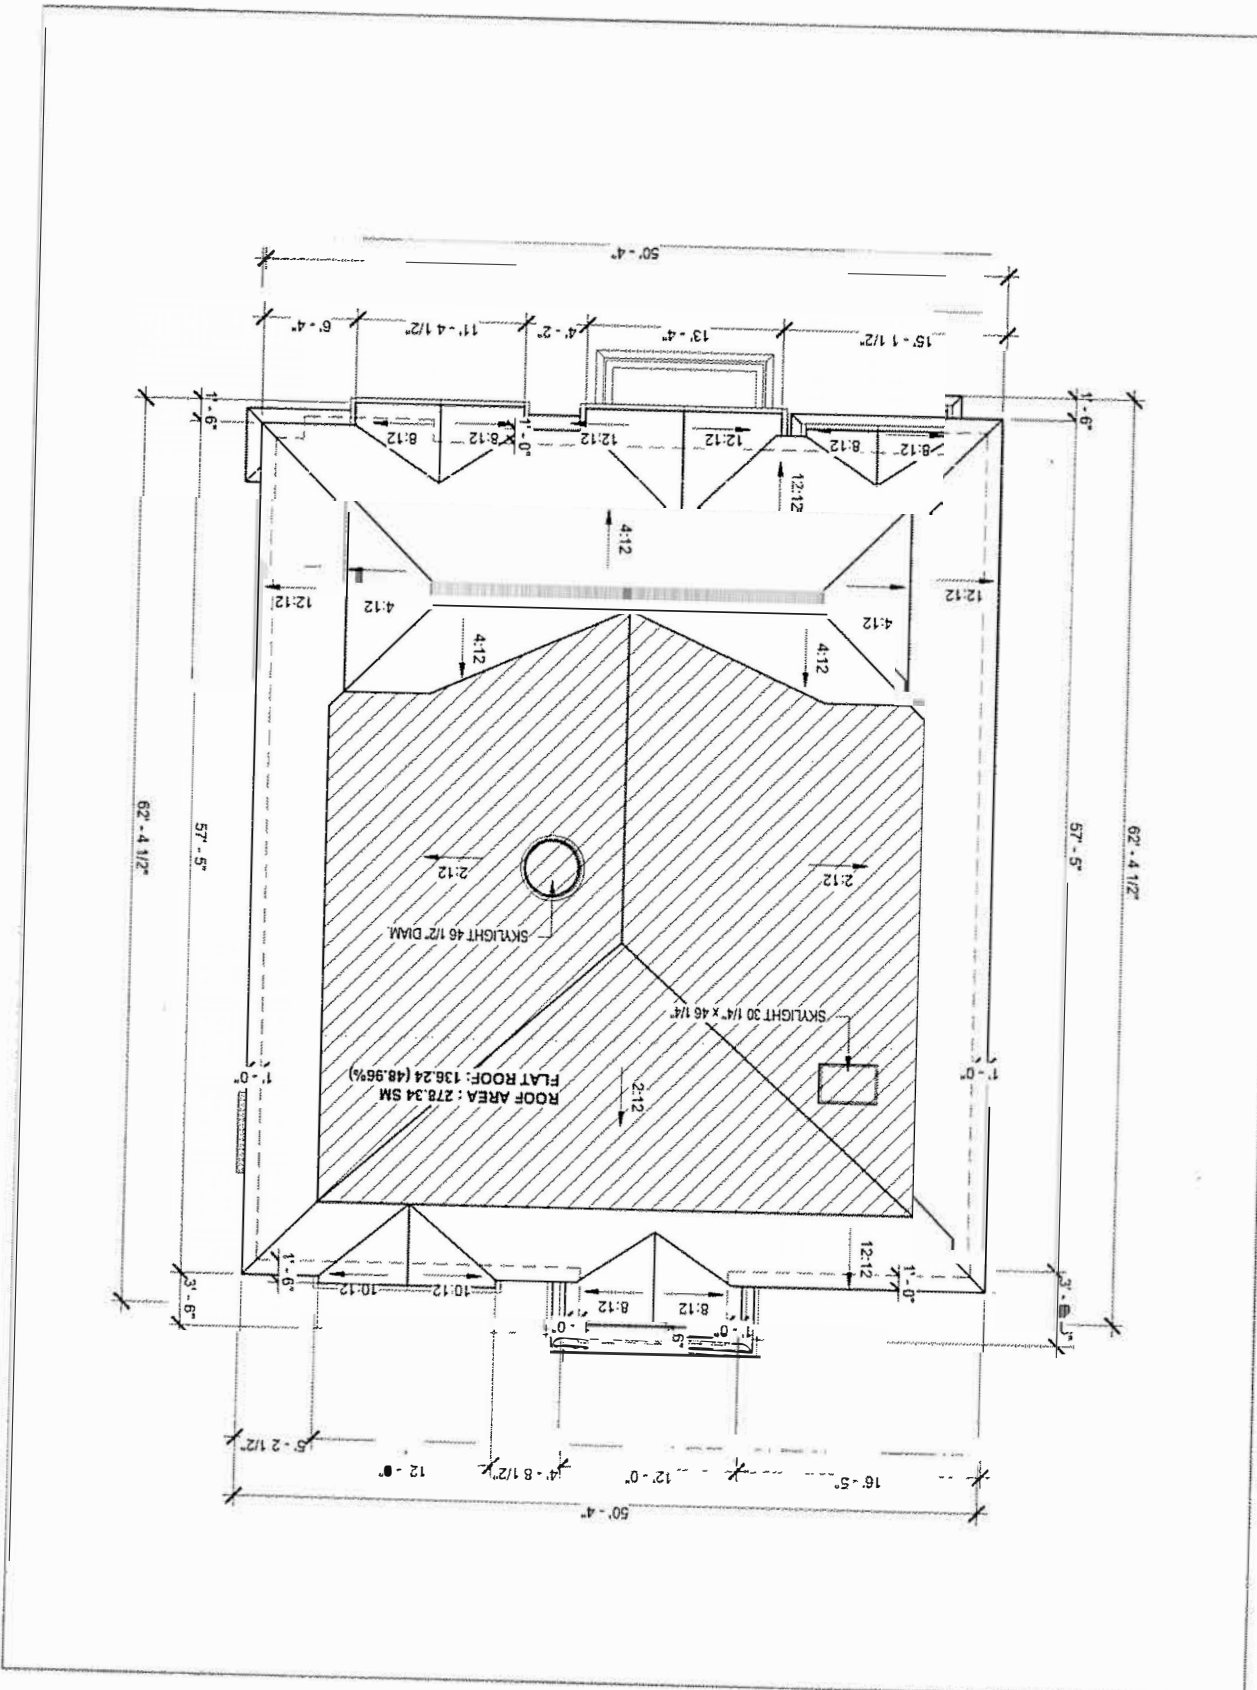 50' - 4"
6' - 4"
11' - 4 1/2"
4' - 2"
13' - 4"
15' - 1 1/2"
1' - 6"
1' - 6"
1' - 6"
1' - 6"
8:12
8:12
1' - 0"
12:12
12:12
8:12
8:12
12:12
4:12
12:12
4:12
4:12
12:12
4:12
4:12
62' - 4 1/2"
57' - 5"
57' - 5"
62' - 4 1/2"
2:12
2:12
SKYLIGHT 46 1/2" DIAM.
SKYLIGHT 30 1/4" x 46 1/4"
1' - 0"
1' - 0"
ROOF AREA : 278.34 SM
FLAT ROOF: 136.24 (48.96%)
2:12
12:12
1' - 6"
1' - 0"
3' - 6"
10:12
10:12
8:12
8:12
5' - 2 1/2"
4' - 8 1/2"
12' - 0"
16' - 5"
50' - 4"